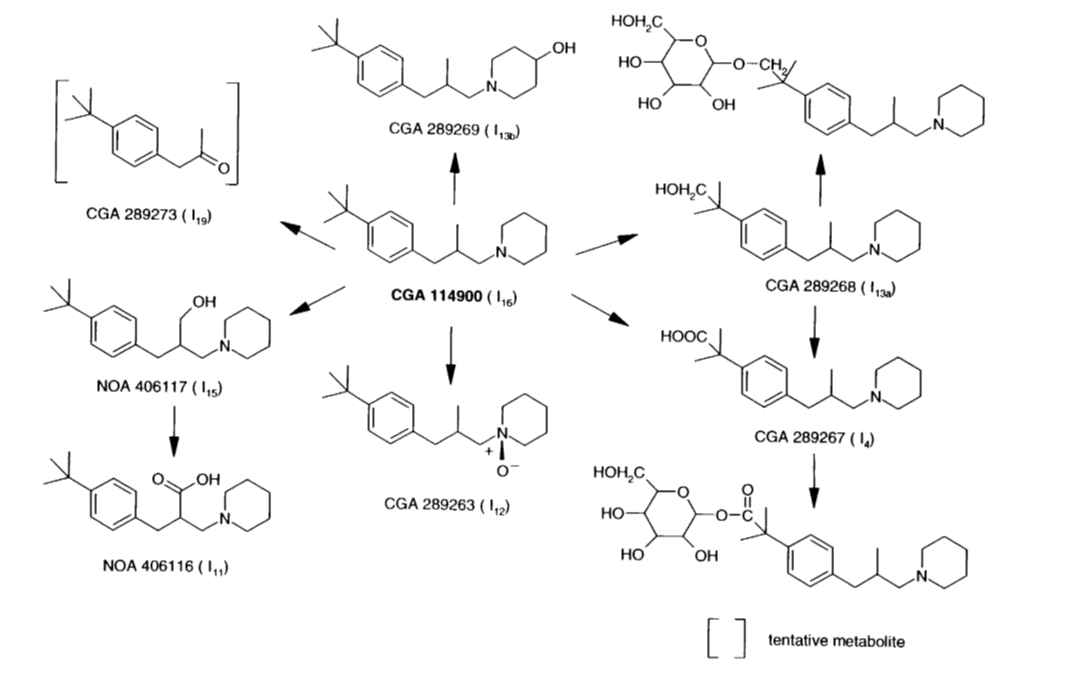 HOH₂C
O
OH
HO
O—CH₂
N
HO
OH
N
CGA 289269 ( I₁₃b)
O
CGA 289273 ( I₁₉)
HOH₂C
N
N
CGA 114900 ( I₁₆)
CGA 289268 ( I₁₃ₐ)
OH
N
HOOC
N
NOA 406117 ( I₁₅)
CGA 289267 ( I₄)
N
+
O⁻
O OH
HOH₂C
O
O
N
CGA 289263 ( I₁₂)
HO
O
HO
OH
NOA 406116 ( I₁₁)
N
[ ] tentative metabolite